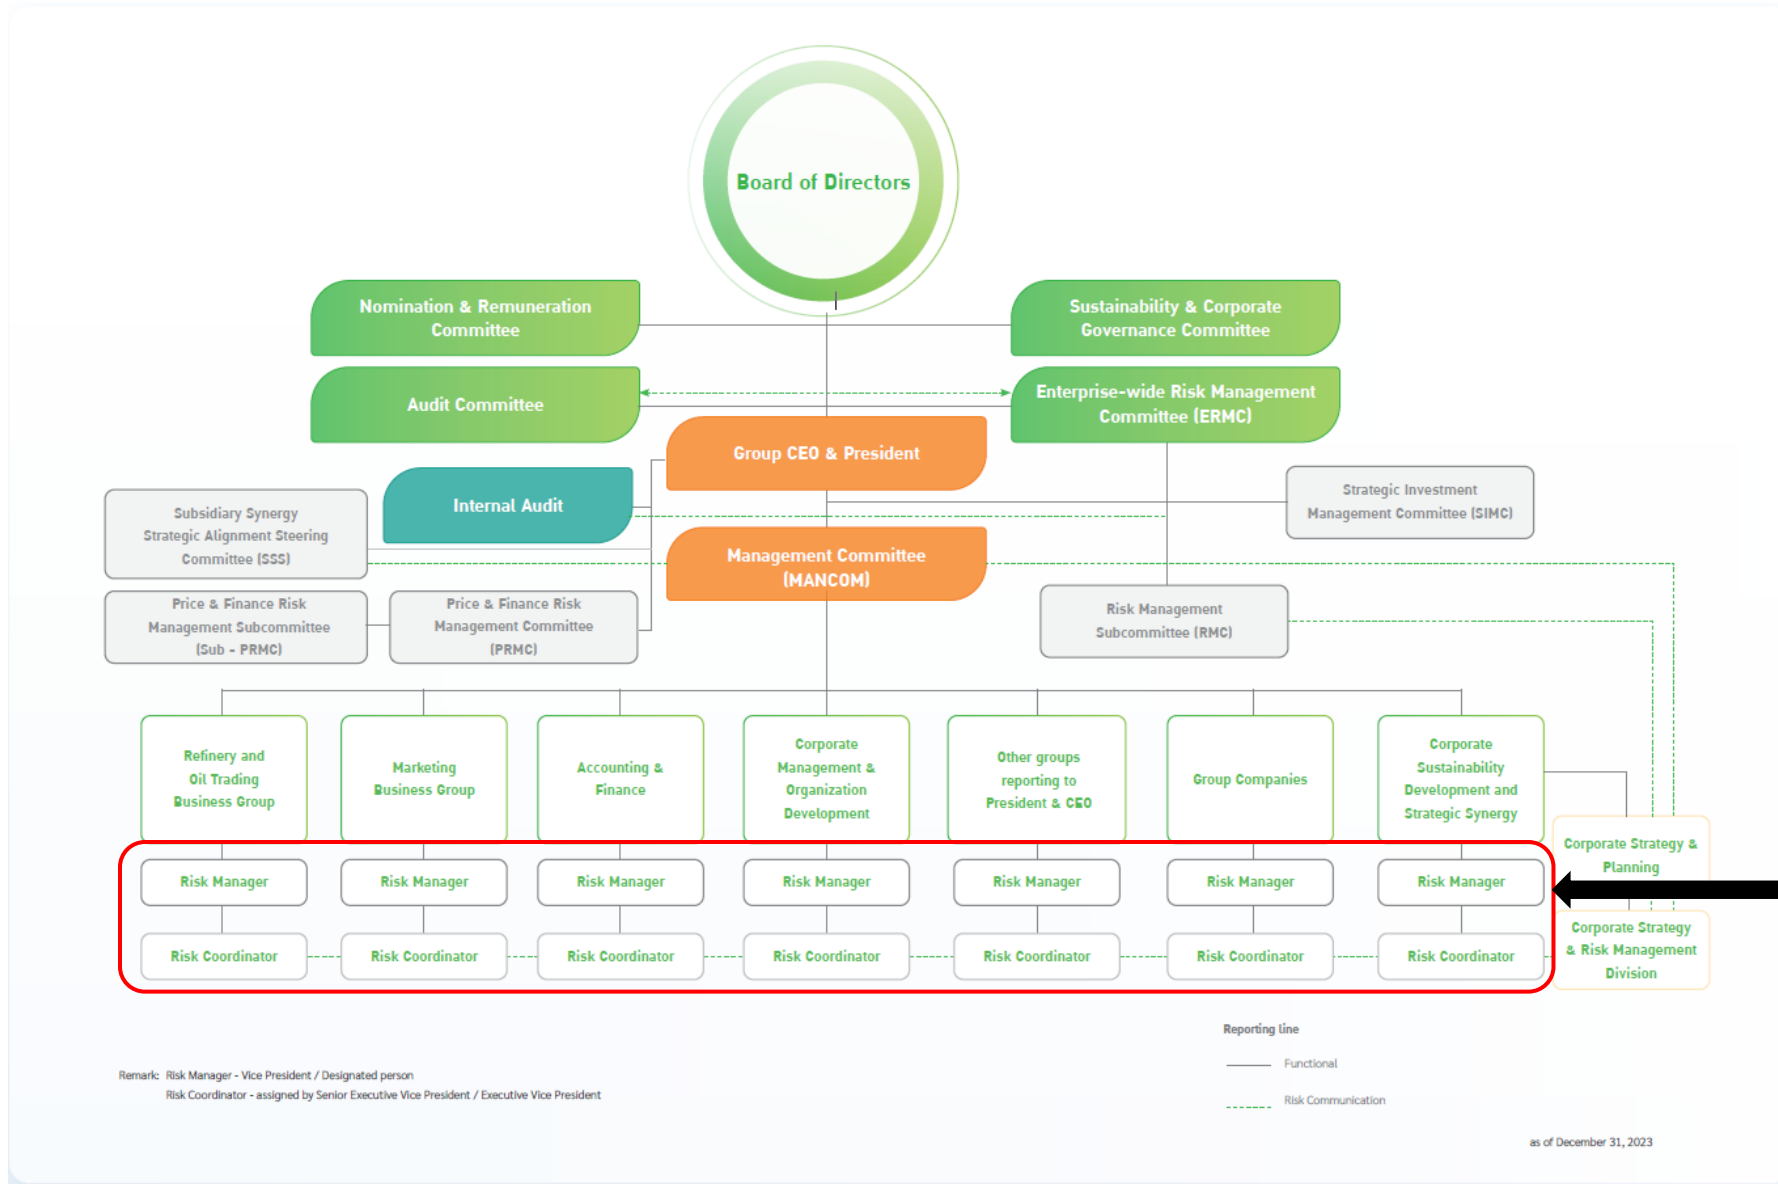 Board of Directors
Nomination & Remuneration
Committee
Sustainability & Corporate
Governance Committee
Audit Committee
Enterprise-wide Risk Management
Committee (ERMC)
Group CEO & President
Internal Audit
Strategic Investment
Management Committee (SIMC)
Subsidiary Synergy
Strategic Alignment Steering
Committee (SSS)
Management Committee
(MANCOM)
Price & Finance Risk
Management Subcommittee
(Sub - PRMC)
Price & Finance Risk
Management Committee
(PRMC)
Risk Management
Subcommittee (RMC)
Refinery and
Oil Trading
Business Group
Marketing
Business Group
Accounting &
Finance
Corporate
Management &
Organization
Development
Other groups
reporting to
President & CEO
Group Companies
Corporate
Sustainability
Development and
Strategic Synergy
Corporate Strategy &
Planning
Risk Manager
Risk Manager
Risk Manager
Risk Manager
Risk Manager
Risk Manager
Risk Manager
Risk Coordinator
Risk Coordinator
Risk Coordinator
Risk Coordinator
Risk Coordinator
Risk Coordinator
Risk Coordinator
Corporate Strategy
& Risk Management
Division
Reporting line
Functional
Risk Communication
Remark: Risk Manager - Vice President / Designated person
Risk Coordinator - assigned by Senior Executive Vice President / Executive Vice President
as of December 31, 2023